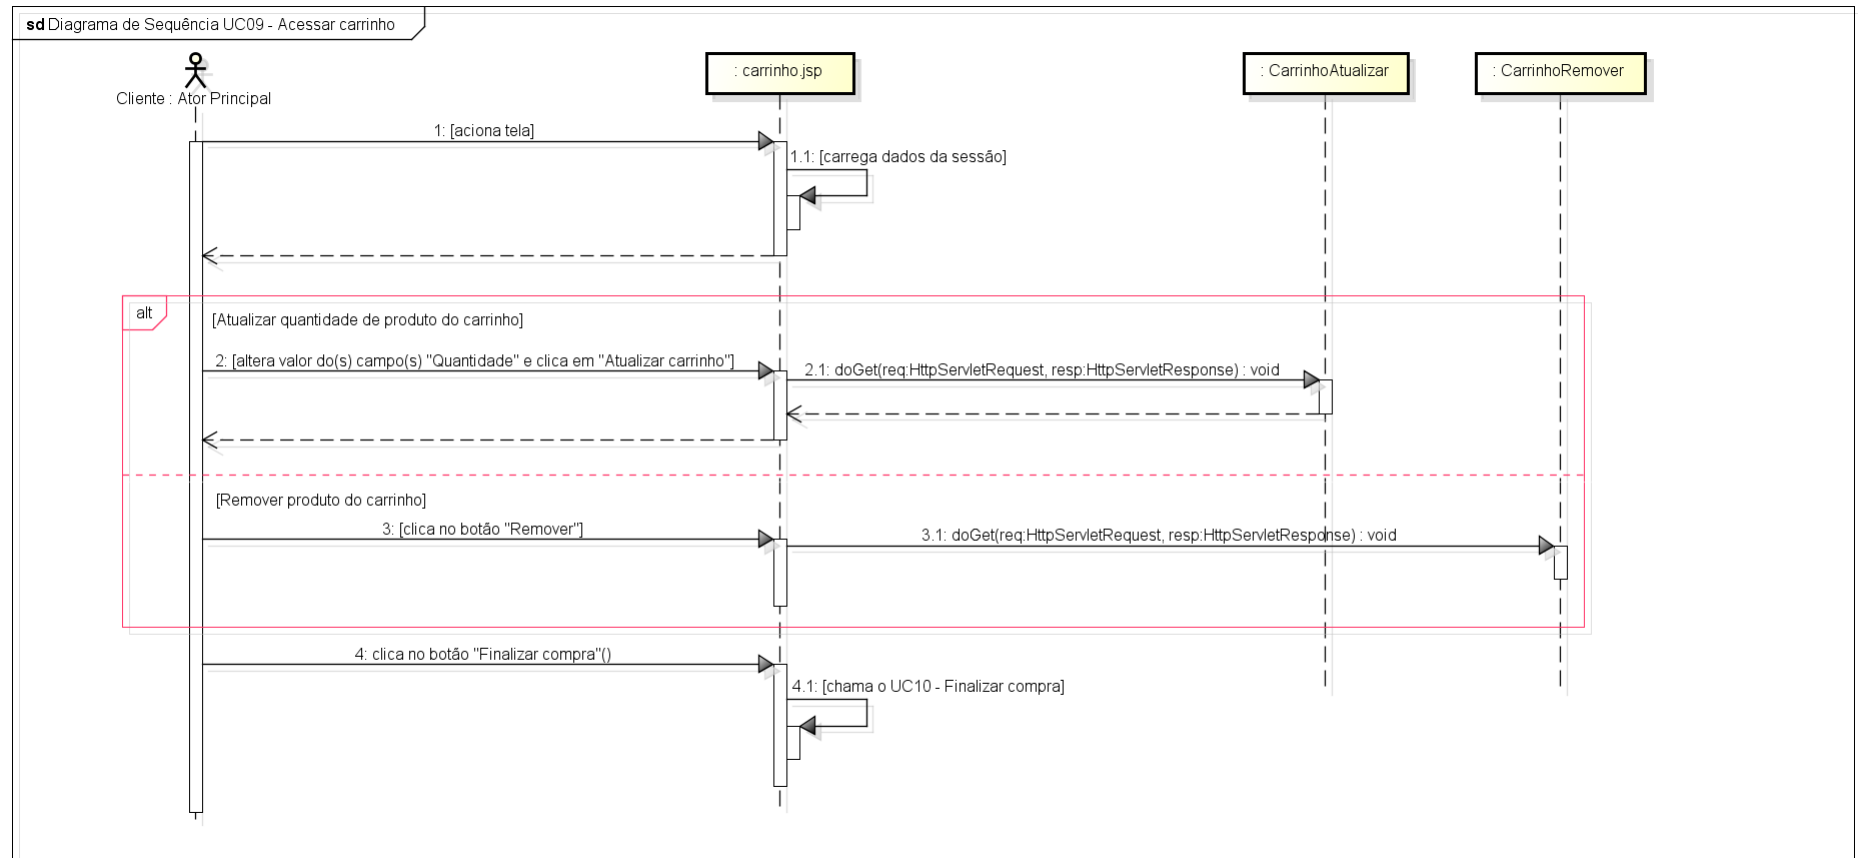 sd Diagrama de Sequência UC09 - Acessar carrinho
Cliente : Ator Principal
: carrinho.jsp
: CarrinhoAtualizar
: CarrinhoRemover
1: [aciona tela]
1.1: [carrega dados da sessão]
alt
[Atualizar quantidade de produto do carrinho]
2: [altera valor do(s) campo(s) "Quantidade" e clica em "Atualizar carrinho"]
2.1: doGet(req:HttpServletRequest, resp:HttpServletResponse) : void
[Remover produto do carrinho]
3: [clica no botão "Remover"]
3.1: doGet(req:HttpServletRequest, resp:HttpServletResponse) : void
4: clica no botão "Finalizar compra"()
4.1: [chama o UC10 - Finalizar compra]